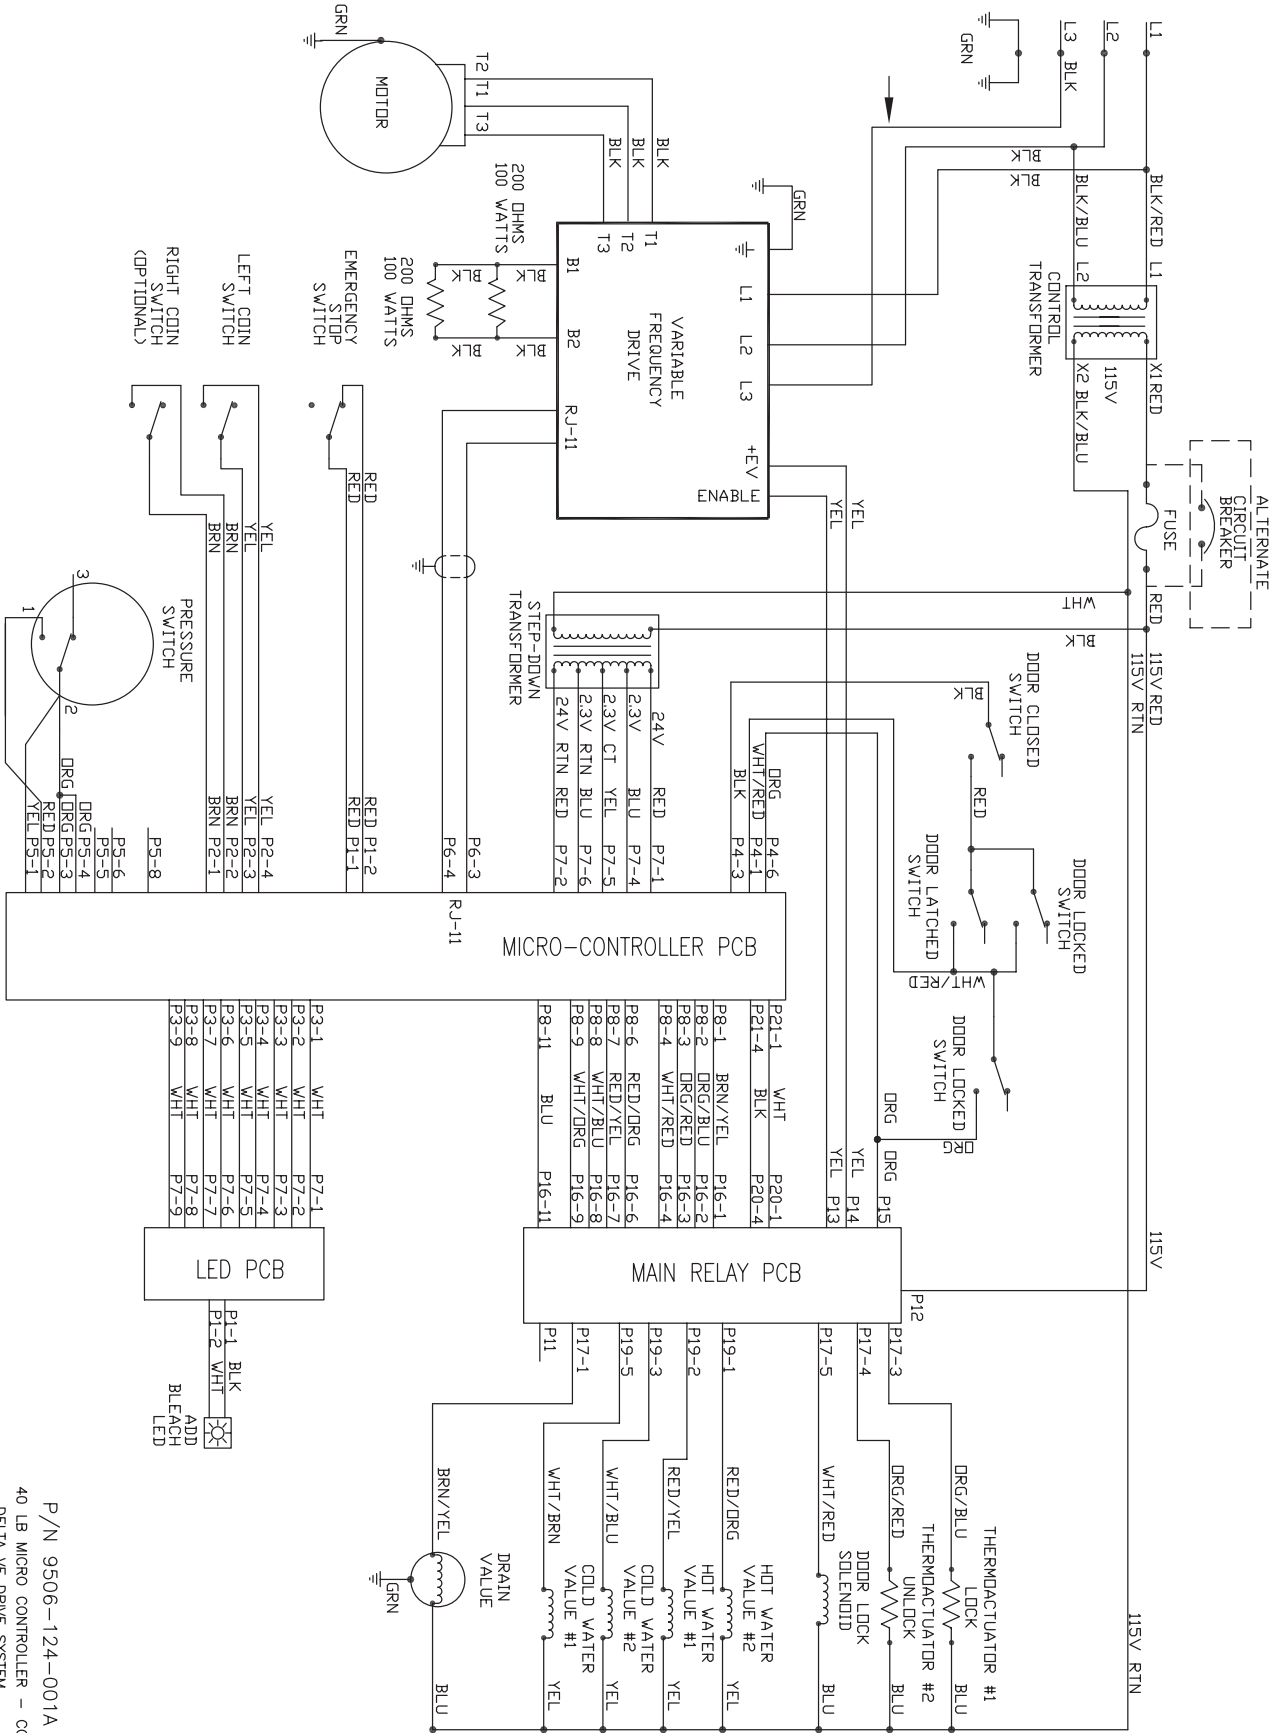 L1
L2
L3
BLK
GRN
BLK
BLK
BLK/RED
BLK/BLU
L1
L2
CONTROL
TRANSFORMER
X1
RED
115V
X2
BLK/BLU
ALTERNATE
CIRCUIT
BREAKER
FUSE
RED
WHT
BLK
115V RED
115V RTN
115V
115V RTN
GRN
MOTOR
T2
T1
T3
BLK
BLK
BLK
200 OHMS
100 WATTS
200 OHMS
100 WATTS
BLK
BLK
BLK
BLK
GRN
T1
T2
T3
B1
B2
L1
L2
L3
VARIABLE
FREQUENCY
DRIVE
RJ-11
+EV
ENABLE
YEL
YEL
EMERGENCY
STOP
SWITCH
RED
RED
LEFT COIN
SWITCH
RIGHT COIN
SWITCH
(OPTIONAL)
YEL
YEL
BRN
BRN
PRESSURE
SWITCH
3
1
2
ORG
STEP-DOWN
TRANSFORMER
24V
2.3V
2.3V CT
2.3V RTN
24V RTN
RED
BLU
YEL
BLU
RED
P7-1
P7-4
P7-5
P7-6
P7-2
DOOR CLOSED
SWITCH
BLK
RED
DOOR LOCKED
SWITCH
DOOR LATCHED
SWITCH
WHT/RED
DOOR LOCKED
SWITCH
ORG
ORG
ORG
ORG
WHT/RED
BLK
P4-6
P4-1
P4-3
P6-3
P6-4
RED P1-2
RED P1-1
YEL P2-4
YEL P2-3
BRN P2-2
BRN P2-1
P5-8
P5-6
P5-5
ORG P5-4
ORG P5-3
RED P5-2
YEL P5-1
RJ-11
MICRO-CONTROLLER PCB
P21-1 WHT P20-1
P21-4 BLK P20-4
P8-1 BRN/YEL P16-1
P8-2 ORG/BLU P16-2
P8-3 ORG/RED P16-3
P8-4 WHT/RED P16-4
P8-6 RED/ORG P16-6
P8-7 RED/YEL P16-7
P8-8 WHT/BLU P16-8
P8-9 WHT/ORG P16-9
P8-11 BLU P16-11
P3-1 WHT P7-1
P3-2 WHT P7-2
P3-3 WHT P7-3
P3-4 WHT P7-4
P3-5 WHT P7-5
P3-6 WHT P7-6
P3-7 WHT P7-7
P3-8 WHT P7-8
P3-9 WHT P7-9
YEL P14
YEL P13
P15
MAIN RELAY PCB
P12
LED PCB
P1-1 BLK
P1-2 WHT
ADD
BLEACH
LED
P17-3
P17-4
P17-5
P19-1
P19-2
P19-3
P19-5
P17-1
P11
ORG/BLU
THERMOACTUATOR #1
LOCK
BLU
ORG/RED
THERMOACTUATOR #2
UNLOCK
BLU
WHT/RED
DOOR LOCK
SOLENOID
BLU
RED/ORG
HOT WATER
VALUE #2
YEL
RED/YEL
HOT WATER
VALUE #1
YEL
WHT/BLU
COLD WATER
VALUE #2
YEL
WHT/BRN
COLD WATER
VALUE #1
YEL
BRN/YEL
DRAIN
VALUE
GRN
BLU
P/N 9506-124-001A
40 LB MICRO CONTROLLER -
DELTA VF DRIVE SYSTEM